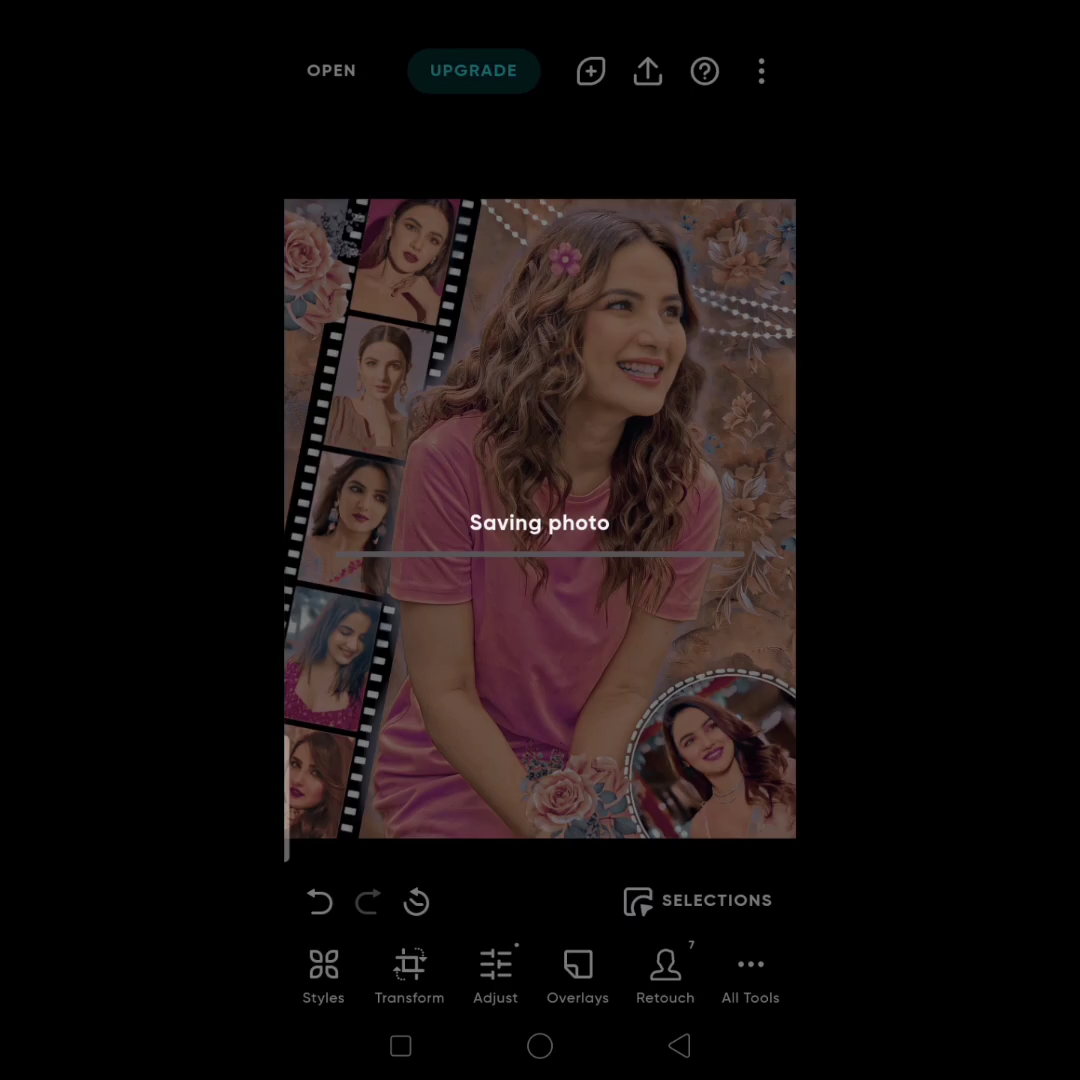 OPEN
UPGRADE
Saving photo
SELECTIONS
7
Styles
Transform
Adjust
Overlays
Retouch
All Tools